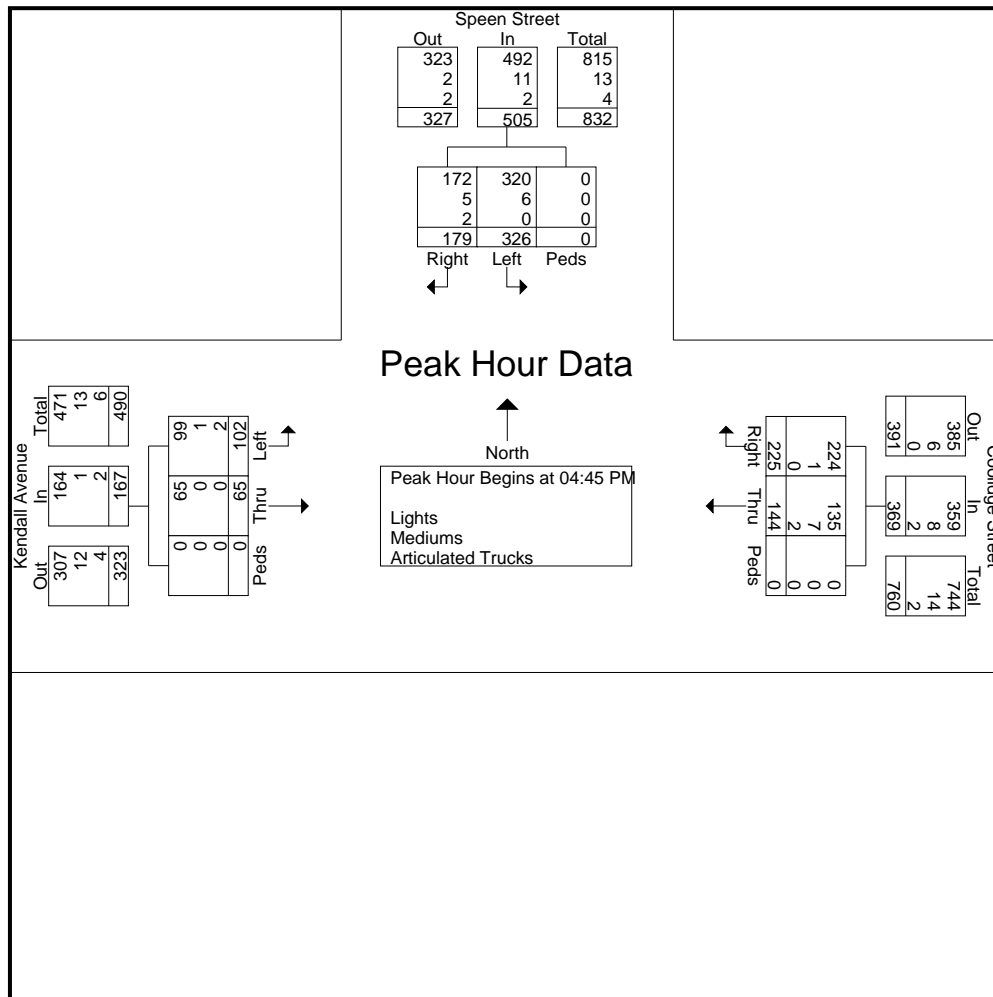 Speen Street
Out In Total
323 492 815
2 11 13
2 2 4
327 505 832
172 320 0
5 6 0
2 0 0
179 326 0
Right Left Peds
Peak Hour Data
North
Peak Hour Begins at 04:45 PM
Lights
Mediums
Articulated Trucks
Kendall Avenue
Out In Total
307 164 471
12 1 13
4 2 6
323 167 490
Left Thru Peds
99 65 0
1 0 0
2 0 0
102 65 0
Right Thru Peds
224 135 0
1 7 0
0 2 0
225 144 0
Coolidge Street
Out In Total
385 359 744
6 8 14
0 2 2
391 369 760